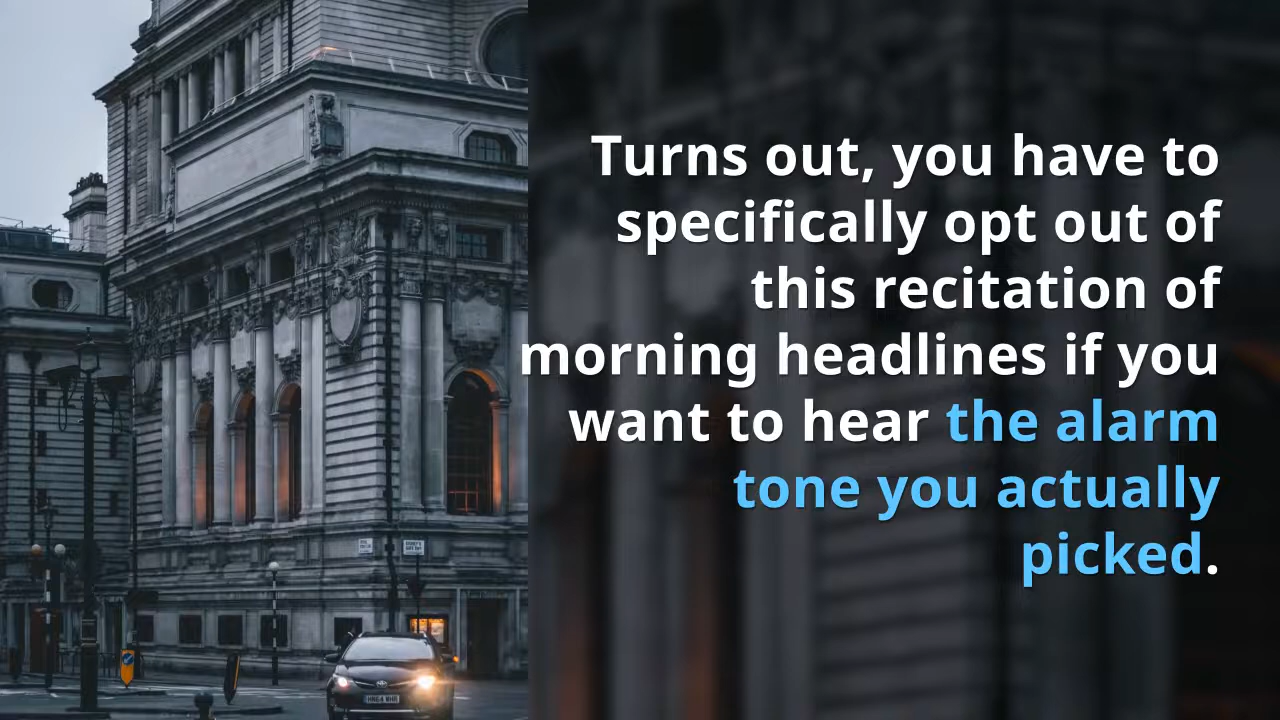 Turns out, you have to
specifically opt out of
this recitation of
morning headlines if you
want to hear the alarm
tone you actually
picked.